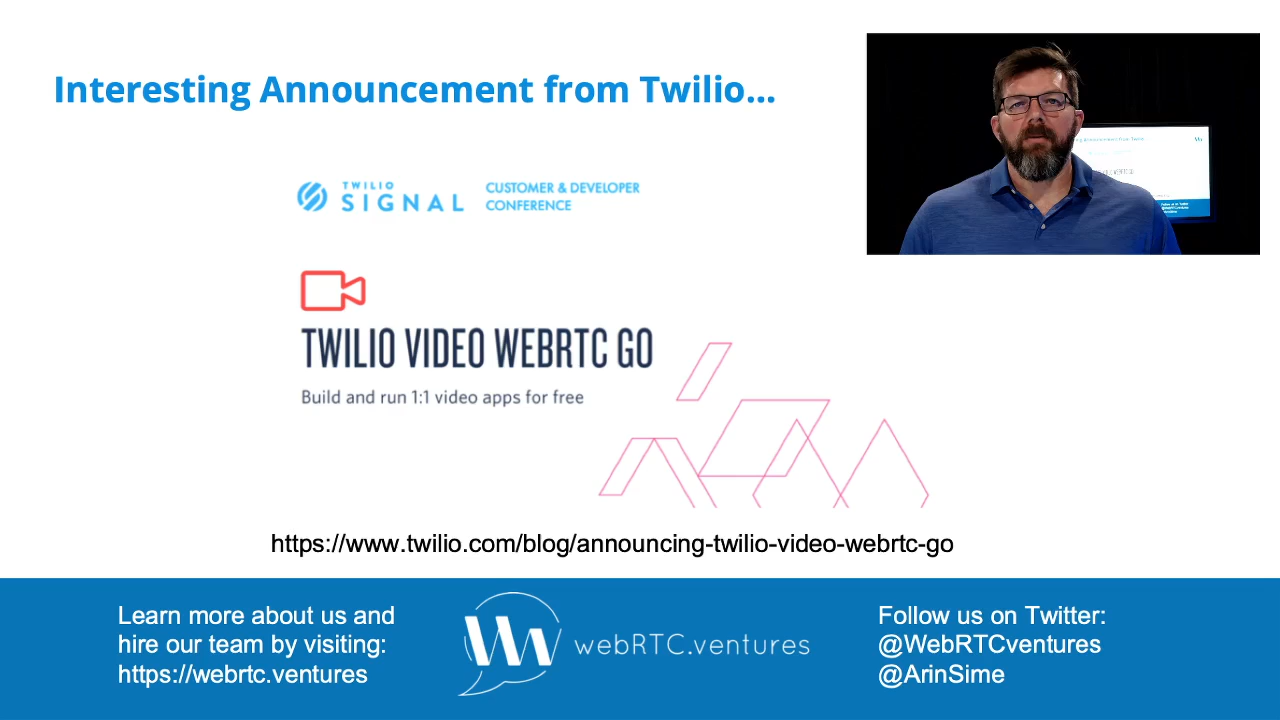 Interesting Announcement from Twilio...
TWILIO
SIGNAL
CUSTOMER & DEVELOPER
CONFERENCE
TWILIO VIDEO WEBRTC GO
Build and run 1:1 video apps for free
https://www.twilio.com/blog/announcing-twilio-video-webrtc-go
Learn more about us and
hire our team by visiting:
https://webrtc.ventures
webRTC.ventures
Follow us on Twitter:
@WebRTCventures
@ArinSime